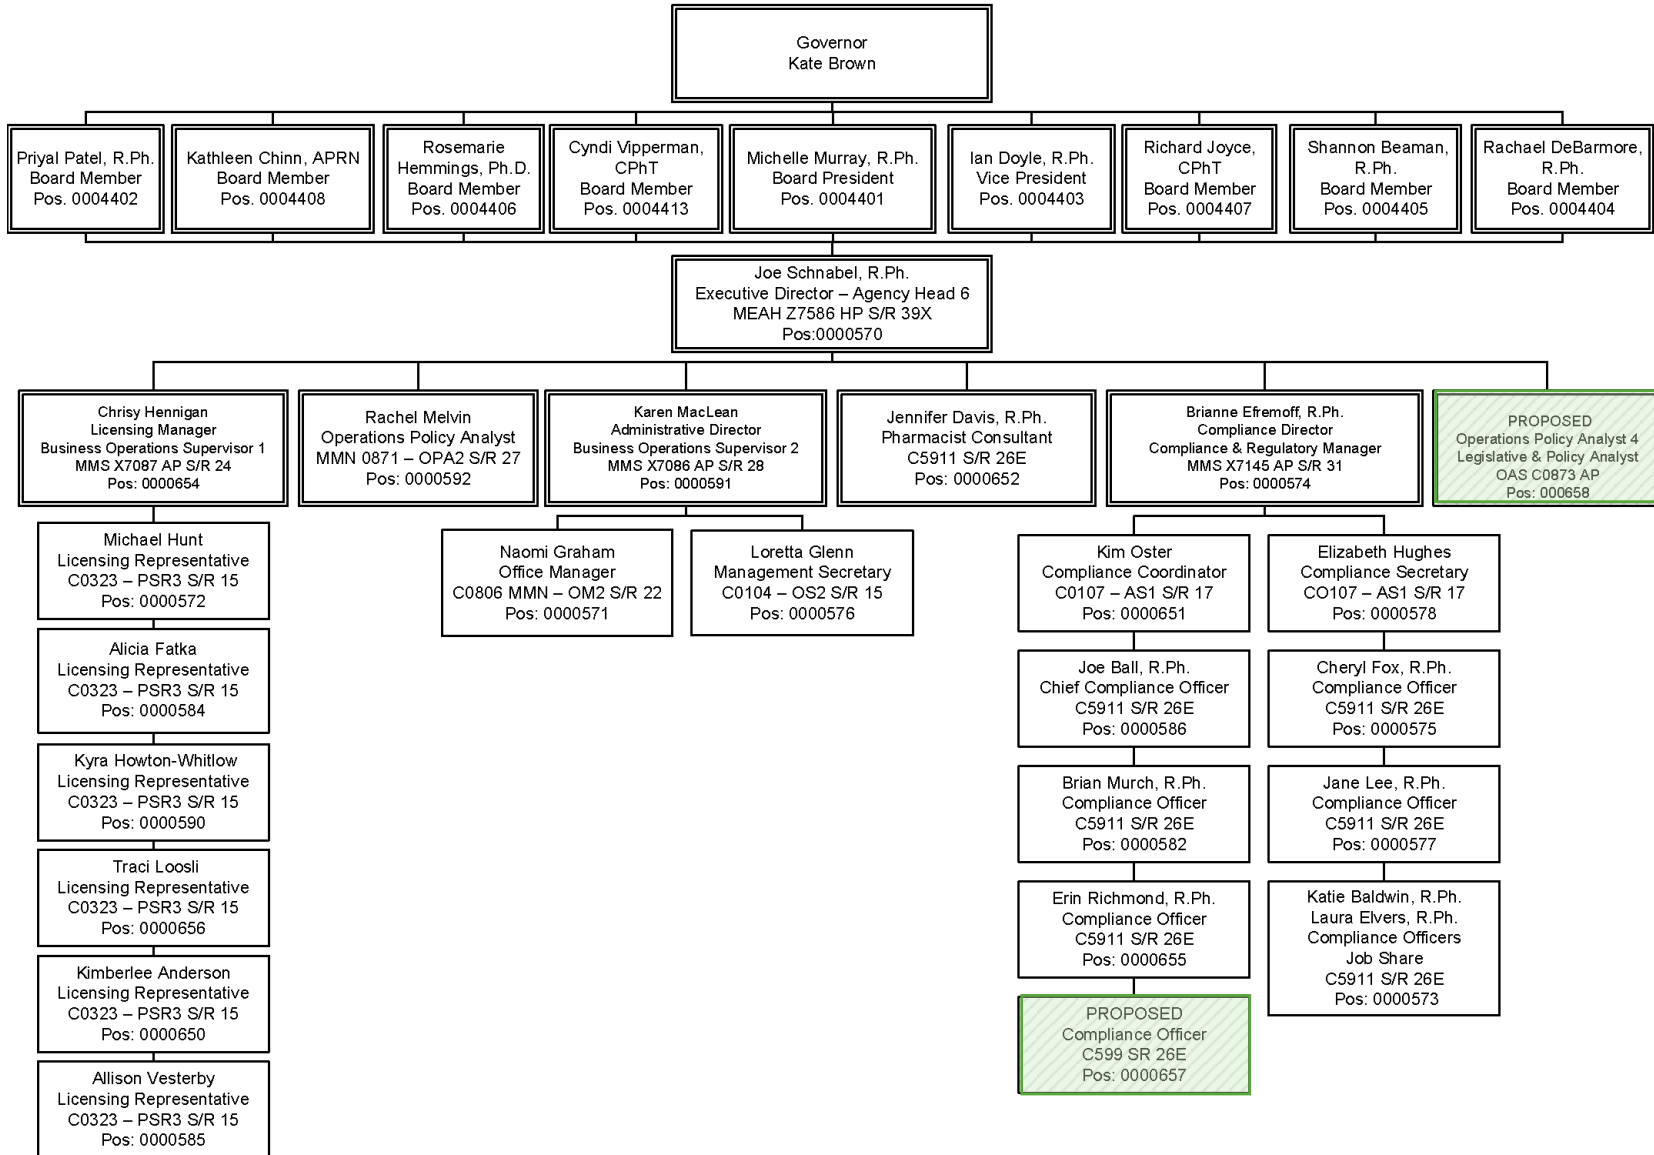 Governor
Kate Brown
Priyal Patel, R.Ph.
Board Member
Pos. 0004402
Kathleen Chinn, APRN
Board Member
Pos. 0004408
Rosemarie
Hemmings, Ph.D.
Board Member
Pos. 0004406
Cyndi Vipperman,
CPhT
Board Member
Pos. 0004413
Michelle Murray, R.Ph.
Board President
Pos. 0004401
Ian Doyle, R.Ph.
Vice President
Pos. 0004403
Richard Joyce,
CPhT
Board Member
Pos. 0004407
Shannon Beaman,
R.Ph.
Board Member
Pos. 0004405
Rachael DeBarmore,
R.Ph.
Board Member
Pos. 0004404
Joe Schnabel, R.Ph.
Executive Director – Agency Head 6
MEAH Z7586 HP S/R 39X
Pos:0000570
Chrisy Hennigan
Licensing Manager
Business Operations Supervisor 1
MMS X7087 AP S/R 24
Pos: 0000654
Rachel Melvin
Operations Policy Analyst
MMN 0871 – OPA2 S/R 27
Pos: 0000592
Karen MacLean
Administrative Director
Business Operations Supervisor 2
MMS X7086 AP S/R 28
Pos: 0000591
Jennifer Davis, R.Ph.
Pharmacist Consultant
C5911 S/R 26E
Pos: 0000652
Brianne Efremoff, R.Ph.
Compliance Director
Compliance & Regulatory Manager
MMS X7145 AP S/R 31
Pos: 0000574
PROPOSED
Operations Policy Analyst 4
Legislative & Policy Analyst
OAS C0873 AP
Pos: 000658
Michael Hunt
Licensing Representative
C0323 – PSR3 S/R 15
Pos: 0000572
Alicia Fatka
Licensing Representative
C0323 – PSR3 S/R 15
Pos: 0000584
Kyra Howton-Whitlow
Licensing Representative
C0323 – PSR3 S/R 15
Pos: 0000590
Traci Loosli
Licensing Representative
C0323 – PSR3 S/R 15
Pos: 0000656
Kimberlee Anderson
Licensing Representative
C0323 – PSR3 S/R 15
Pos: 0000650
Allison Vesterby
Licensing Representative
C0323 – PSR3 S/R 15
Pos: 0000585
Naomi Graham
Office Manager
C0806 MMN – OM2 S/R 22
Pos: 0000571
Loretta Glenn
Management Secretary
C0104 – OS2 S/R 15
Pos: 0000576
Kim Oster
Compliance Coordinator
C0107 – AS1 S/R 17
Pos: 0000651
Joe Ball, R.Ph.
Chief Compliance Officer
C5911 S/R 26E
Pos: 0000586
Brian Murch, R.Ph.
Compliance Officer
C5911 S/R 26E
Pos: 0000582
Erin Richmond, R.Ph.
Compliance Officer
C5911 S/R 26E
Pos: 0000655
PROPOSED
Compliance Officer
C599 SR 26E
Pos: 0000657
Elizabeth Hughes
Compliance Secretary
CO107 – AS1 S/R 17
Pos: 0000578
Cheryl Fox, R.Ph.
Compliance Officer
C5911 S/R 26E
Pos: 0000575
Jane Lee, R.Ph.
Compliance Officer
C5911 S/R 26E
Pos: 0000577
Katie Baldwin, R.Ph.
Laura Elvers, R.Ph.
Compliance Officers
Job Share
C5911 S/R 26E
Pos: 0000573